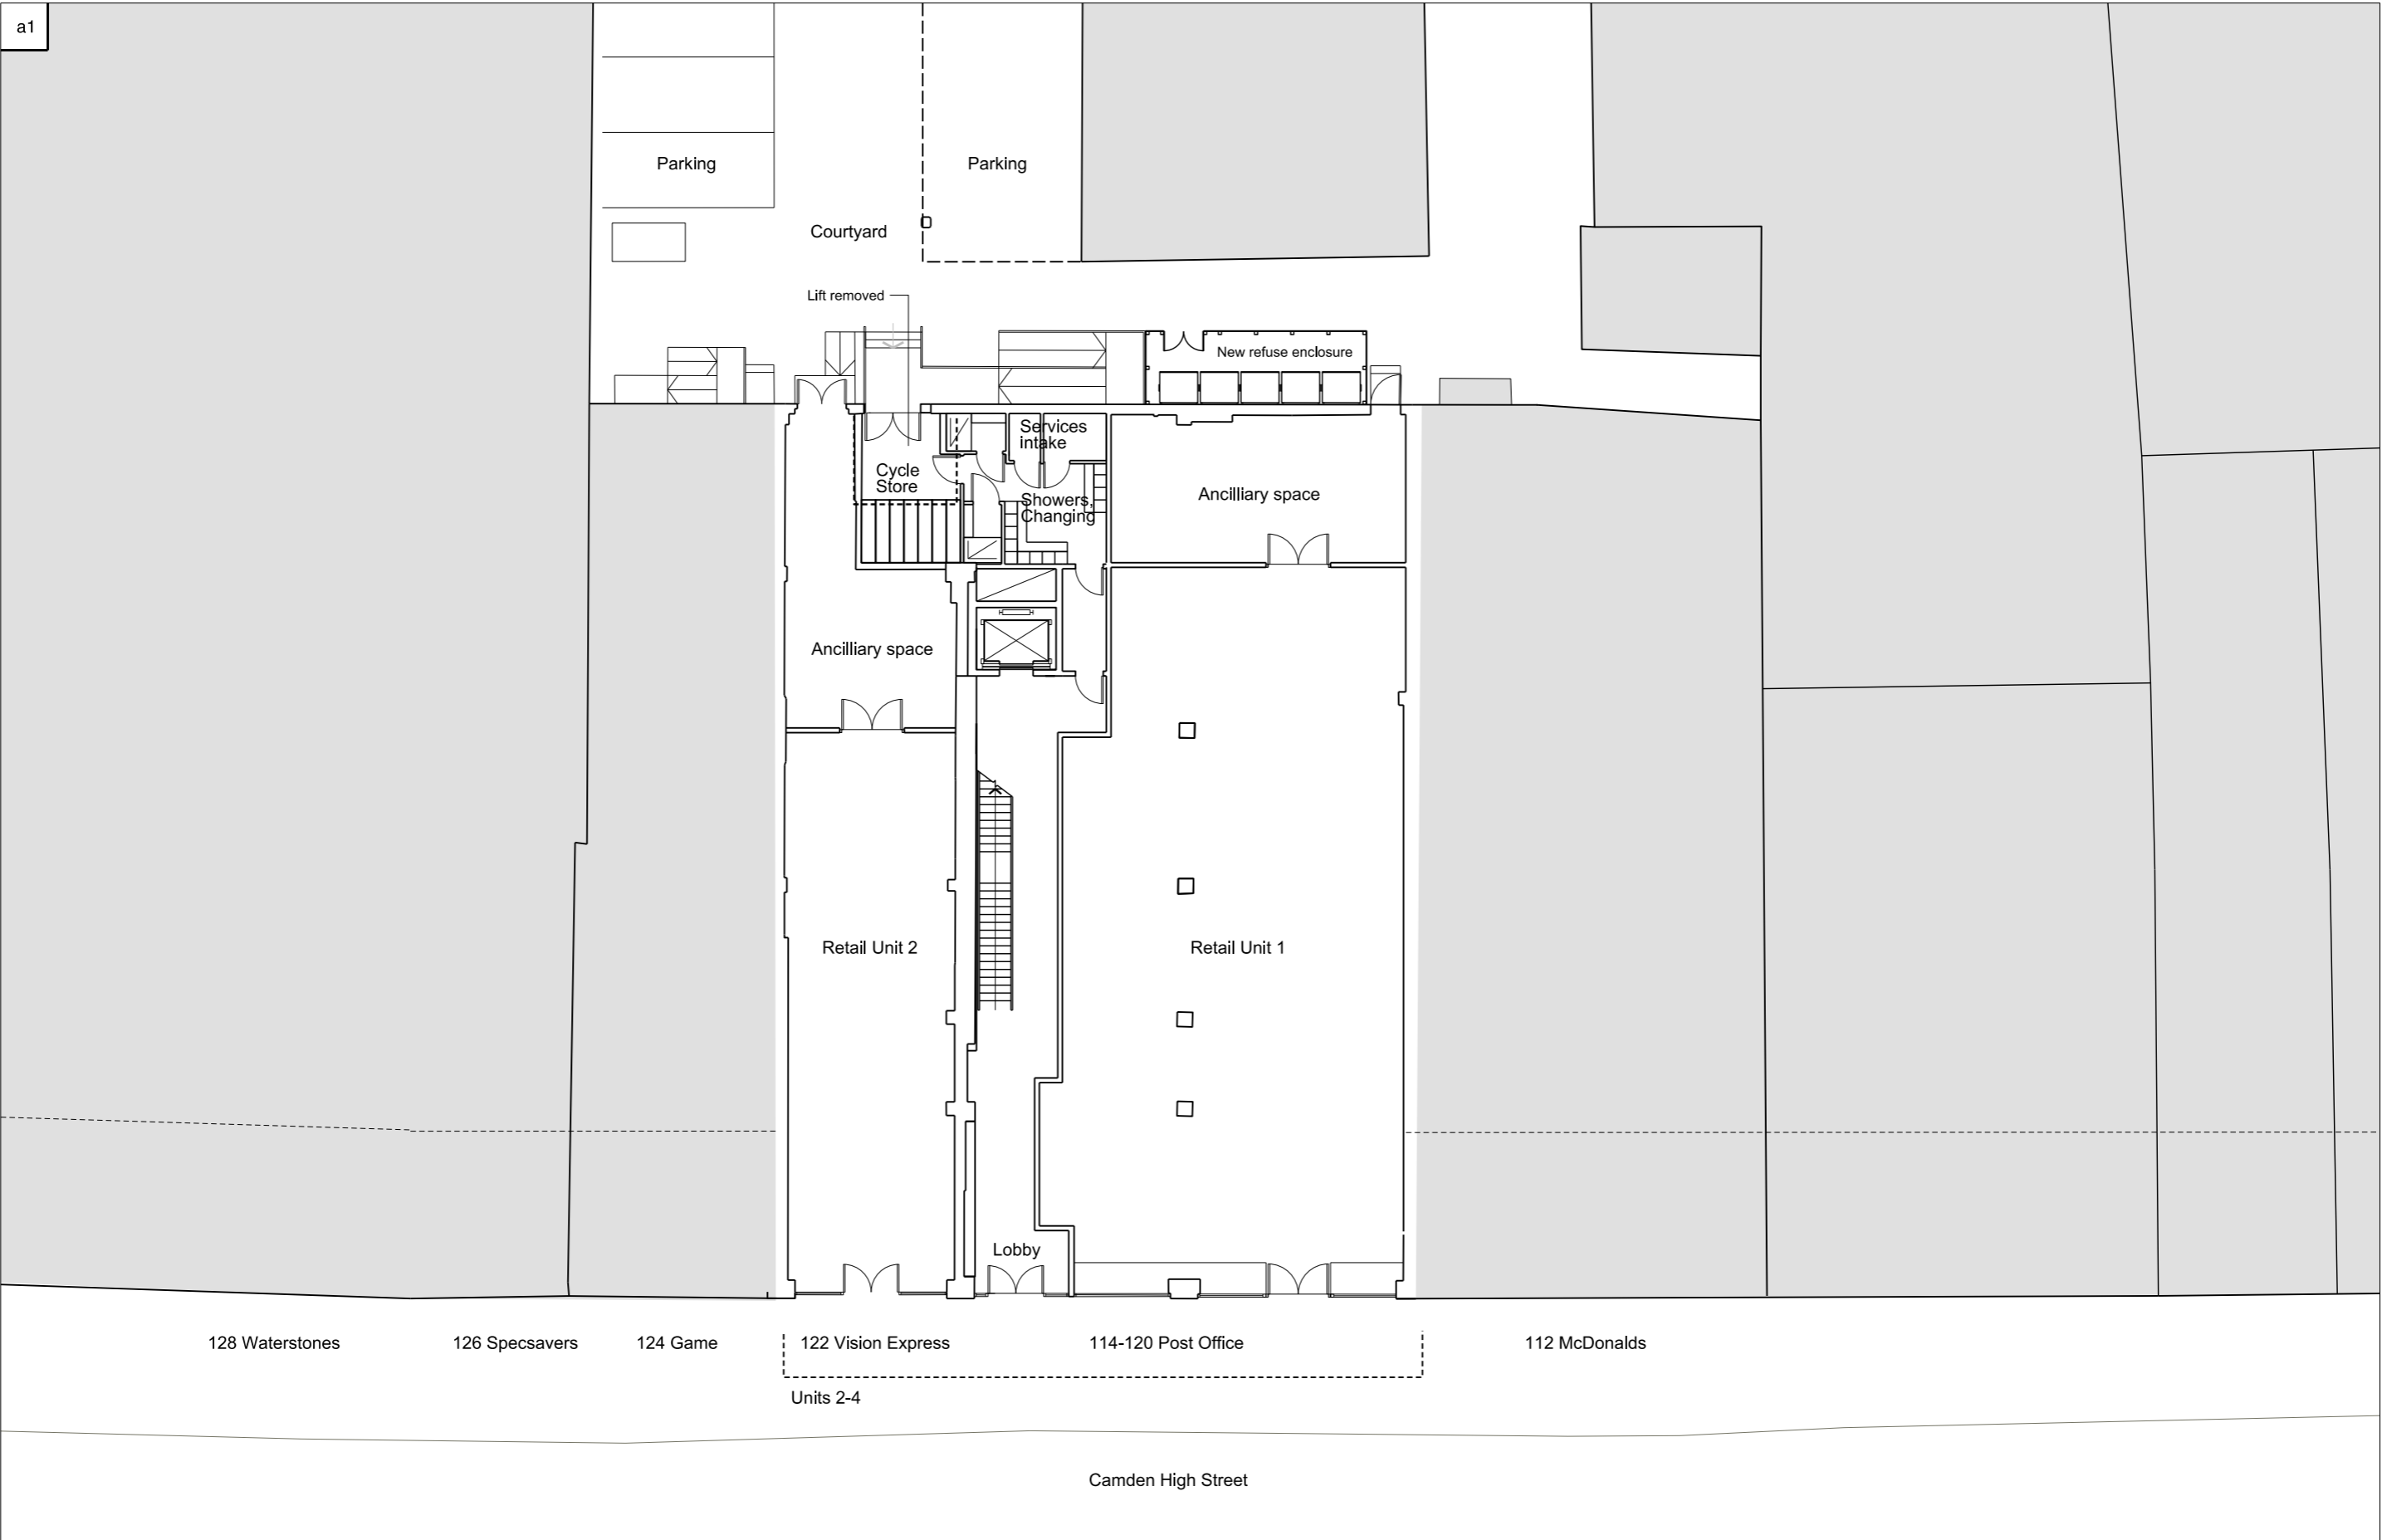 a1
Parking
Parking
Courtyard
Lift removed
New refuse enclosure
Services
intake
Cycle
Store
Showers,
Changing
Ancilliary space
Ancilliary space
Retail Unit 2
Retail Unit 1
Lobby
128 Waterstones
126 Specsavers
124 Game
122 Vision Express
114-120 Post Office
112 McDonalds
Units 2-4
Camden High Street